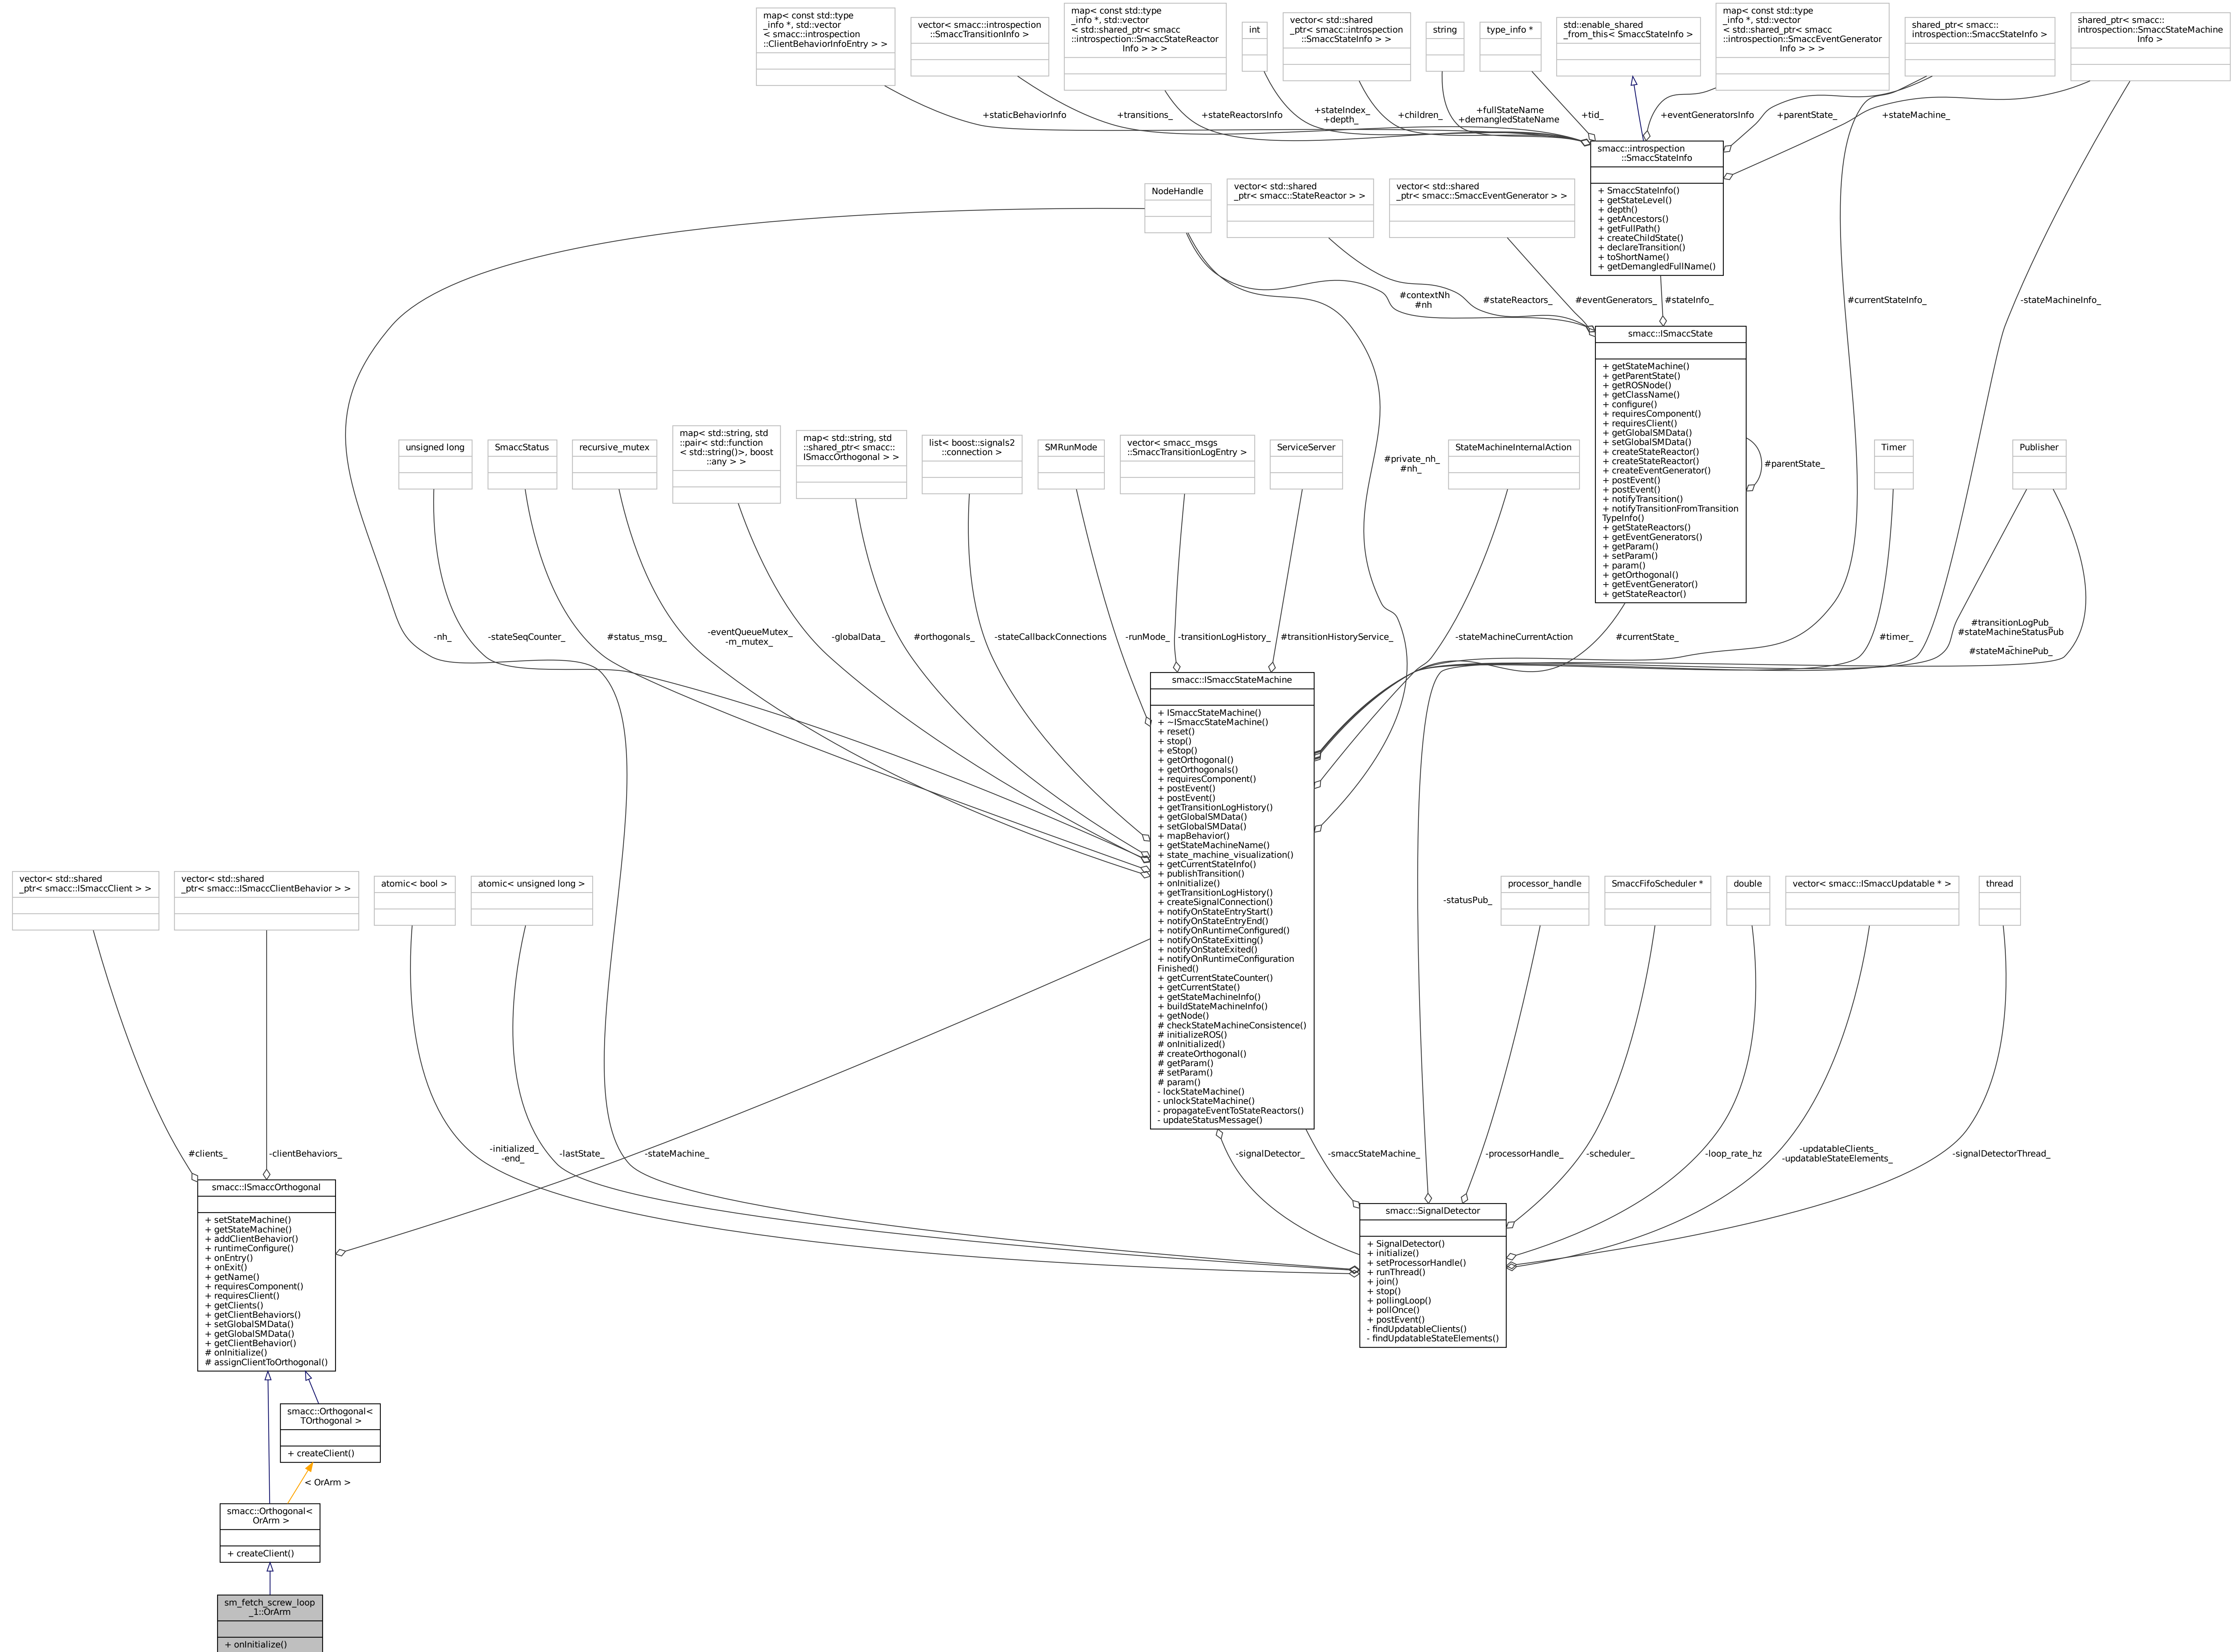 map< const std::type
_info *, std::vector
< smacc::introspection
::ClientBehaviorInfoEntry > >
vector< smacc::introspection
::SmaccTransitionInfo >
map< const std::type
_info *, std::vector
< std::shared_ptr< smacc
::introspection::SmaccStateReactor
Info > > >
int
vector< std::shared
_ptr< smacc::introspection
::SmaccStateInfo > >
string
type_info *
std::enable_shared
_from_this< SmaccStateInfo >
map< const std::type
_info *, std::vector
< std::shared_ptr< smacc
::introspection::SmaccEventGenerator
Info > > >
shared_ptr< smacc::
introspection::SmaccStateInfo >
shared_ptr< smacc::
introspection::SmaccStateMachine
Info >
+staticBehaviorInfo
+transitions_
+stateReactorsInfo
+stateIndex_
+depth_
+children_
+fullStateName
+demangledStateName
+tid_
+eventGeneratorsInfo
+parentState_
+stateMachine_
smacc::introspection
::SmaccStateInfo
+ SmaccStateInfo()
+ getStateLevel()
+ depth()
+ getAncestors()
+ getFullPath()
+ createChildState()
+ declareTransition()
+ toShortName()
+ getDemangledFullName()
NodeHandle
vector< std::shared
_ptr< smacc::StateReactor > >
vector< std::shared
_ptr< smacc::SmaccEventGenerator > >
#contextNh
#nh
#stateReactors_
#eventGenerators_
#stateInfo_
#currentStateInfo_
-stateMachineInfo_
smacc::ISmaccState
+ getStateMachine()
+ getParentState()
+ getROSNode()
+ getClassName()
+ configure()
+ requiresComponent()
+ requiresClient()
+ getGlobalSMData()
+ setGlobalSMData()
+ createStateReactor()
+ createStateReactor()
+ createEventGenerator()
+ postEvent()
+ postEvent()
+ notifyTransition()
+ notifyTransitionFromTransition
TypeInfo()
+ getStateReactors()
+ getEventGenerators()
+ getParam()
+ setParam()
+ param()
+ getOrthogonal()
+ getEventGenerator()
+ getStateReactor()
#parentState_
unsigned long
SmaccStatus
recursive_mutex
map< std::string, std
::pair< std::function
< std::string()>, boost
::any > >
map< std::string, std
::shared_ptr< smacc::
ISmaccOrthogonal > >
list< boost::signals2
::connection >
SMRunMode
vector< smacc_msgs
::SmaccTransitionLogEntry >
ServiceServer
#private_nh_
#nh_
StateMachineInternalAction
Timer
Publisher
-nh_
-stateSeqCounter_
#status_msg_
-eventQueueMutex_
-m_mutex_
-globalData_
#orthogonals_
-stateCallbackConnections
-runMode_
-transitionLogHistory_
#transitionHistoryService_
-stateMachineCurrentAction
#currentState_
#timer_
#transitionLogPub_
#stateMachineStatusPub
_
#stateMachinePub_
smacc::ISmaccStateMachine
+ ISmaccStateMachine()
+ ~ISmaccStateMachine()
+ reset()
+ stop()
+ eStop()
+ getOrthogonal()
+ getOrthogonals()
+ requiresComponent()
+ postEvent()
+ postEvent()
+ getTransitionLogHistory()
+ getGlobalSMData()
+ setGlobalSMData()
+ mapBehavior()
+ getStateMachineName()
+ state_machine_visualization()
+ getCurrentStateInfo()
+ publishTransition()
+ onInitialize()
+ getTransitionLogHistory()
+ createSignalConnection()
+ notifyOnStateEntryStart()
+ notifyOnStateEntryEnd()
+ notifyOnRuntimeConfigured()
+ notifyOnStateExitting()
+ notifyOnStateExited()
+ notifyOnRuntimeConfiguration
Finished()
+ getCurrentStateCounter()
+ getCurrentState()
+ getStateMachineInfo()
+ buildStateMachineInfo()
+ getNode()
# checkStateMachineConsistence()
# initializeROS()
# onInitialized()
# createOrthogonal()
# getParam()
# setParam()
# param()
- lockStateMachine()
- unlockStateMachine()
- propagateEventToStateReactors()
- updateStatusMessage()
vector< std::shared
_ptr< smacc::ISmaccClient > >
vector< std::shared
_ptr< smacc::ISmaccClientBehavior > >
atomic< bool >
atomic< unsigned long >
-statusPub_
processor_handle
SmaccFifoScheduler *
double
vector< smacc::ISmaccUpdatable * >
thread
#clients_
-clientBehaviors_
-initialized_
-end_
-lastState_
-stateMachine_
-signalDetector_
-smaccStateMachine_
-processorHandle_
-scheduler_
-loop_rate_hz
-updatableClients_
-updatableStateElements_
-signalDetectorThread_
smacc::ISmaccOrthogonal
+ setStateMachine()
+ getStateMachine()
+ addClientBehavior()
+ runtimeConfigure()
+ onEntry()
+ onExit()
+ getName()
+ requiresComponent()
+ requiresClient()
+ getClients()
+ getClientBehaviors()
+ setGlobalSMData()
+ getGlobalSMData()
+ getClientBehavior()
# onInitialize()
# assignClientToOrthogonal()
smacc::SignalDetector
+ SignalDetector()
+ initialize()
+ setProcessorHandle()
+ runThread()
+ join()
+ stop()
+ pollingLoop()
+ pollOnce()
+ postEvent()
- findUpdatableClients()
- findUpdatableStateElements()
smacc::Orthogonal<
TOrthogonal >
+ createClient()
< OrArm >
smacc::Orthogonal<
OrArm >
+ createClient()
sm_fetch_screw_loop
_1::OrArm
+ onInitialize()